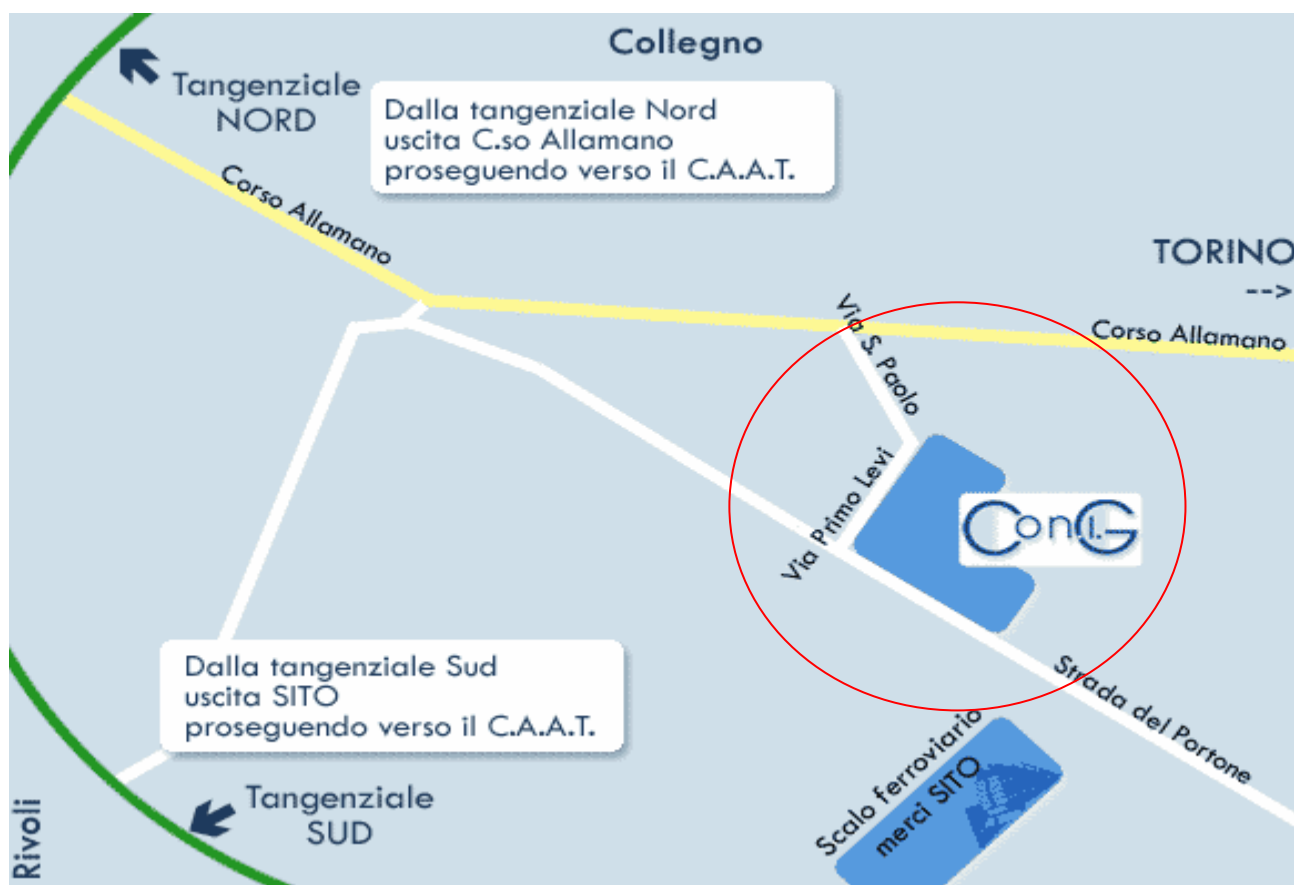 Collegno
Tangenziale
NORD
Dalla tangenziale Nord
uscita C.so Allamano
proseguendo verso il C.A.A.T.
Corso Allamano
TORINO
-->
Via S. Paolo
Corso Allamano
Via Primo Levi
Con.I.G
Dalla tangenziale Sud
uscita SITO
proseguendo verso il C.A.A.T.
Strada del Portone
Scalo ferroviario
merci SITO
Tangenziale
SUD
Rivoli